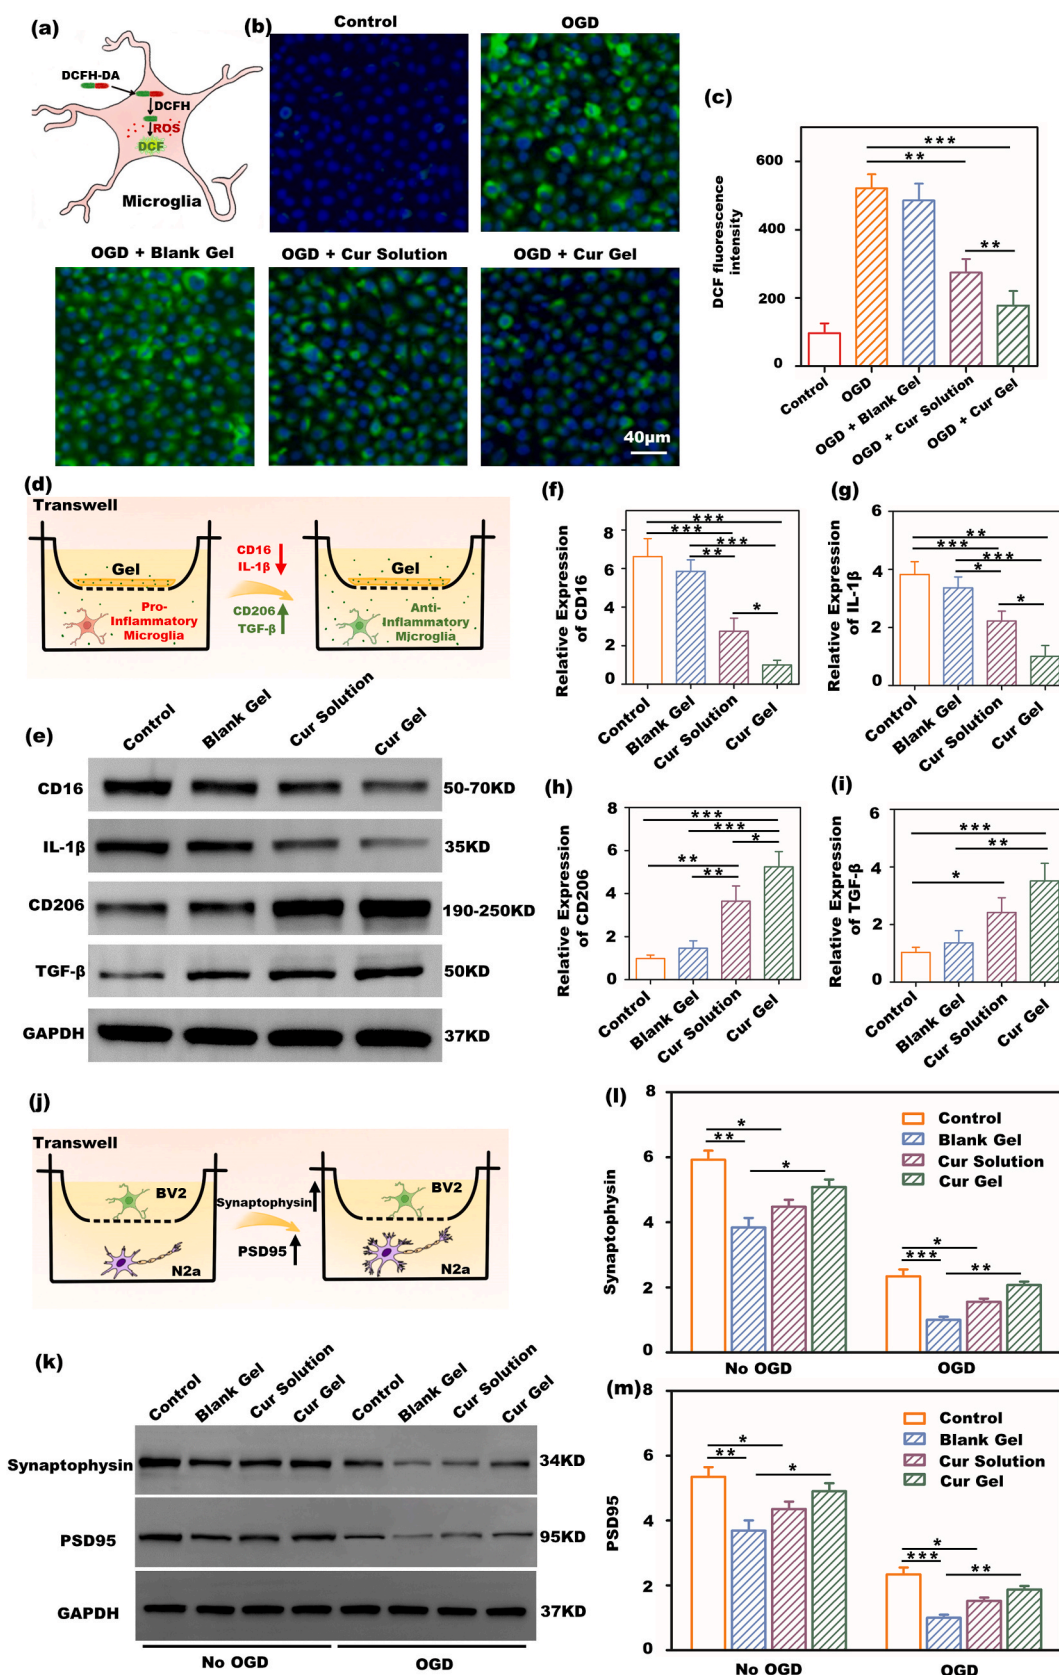 (a)
DCFH-DA
DCFH
ROS
DCF
Microglia
(b)
Control
OGD
OGD + Blank Gel
OGD + Cur Solution
OGD + Cur Gel
40μm
(c)
DCF fluorescence
intensity
600
400
200
0
***
**
**
Control
OGD
OGD + Blank Gel
OGD + Cur Solution
OGD + Cur Gel
(d)
Transwell
Gel
Pro-
Inflammatory
Microglia
CD16
IL-1β
CD206
TGF-β
Gel
Anti-
Inflammatory
Microglia
(e)
Control
Blank Gel
Cur Solution
Cur Gel
CD16
50-70KD
IL-1β
35KD
CD206
190-250KD
TGF-β
50KD
GAPDH
37KD
(f)
Relative Expression
of CD16
8
6
4
2
0
***
***
***
**
*
Control
Blank Gel
Cur Solution
Cur Gel
(g)
Relative Expression
of IL-1β
6
4
2
0
**
***
***
*
*
Control
Blank Gel
Cur Solution
Cur Gel
(h)
Relative Expression
of CD206
8
6
4
2
0
***
***
*
**
**
Control
Blank Gel
Cur Solution
Cur Gel
(i)
Relative Expression
of TGF-β
6
4
2
0
***
**
*
Control
Blank Gel
Cur Solution
Cur Gel
(j)
Transwell
BV2
N2a
Synaptophysin
PSD95
BV2
N2a
(k)
Control
Blank Gel
Cur Solution
Cur Gel
Control
Blank Gel
Cur Solution
Cur Gel
Synaptophysin
34KD
PSD95
95KD
GAPDH
37KD
No OGD
OGD
(l)
Synaptophysin
8
6
4
2
0
Control
Blank Gel
Cur Solution
Cur Gel
*
**
*
*
***
**
No OGD
OGD
(m)
PSD95
8
6
4
2
0
Control
Blank Gel
Cur Solution
Cur Gel
*
**
*
*
***
**
No OGD
OGD